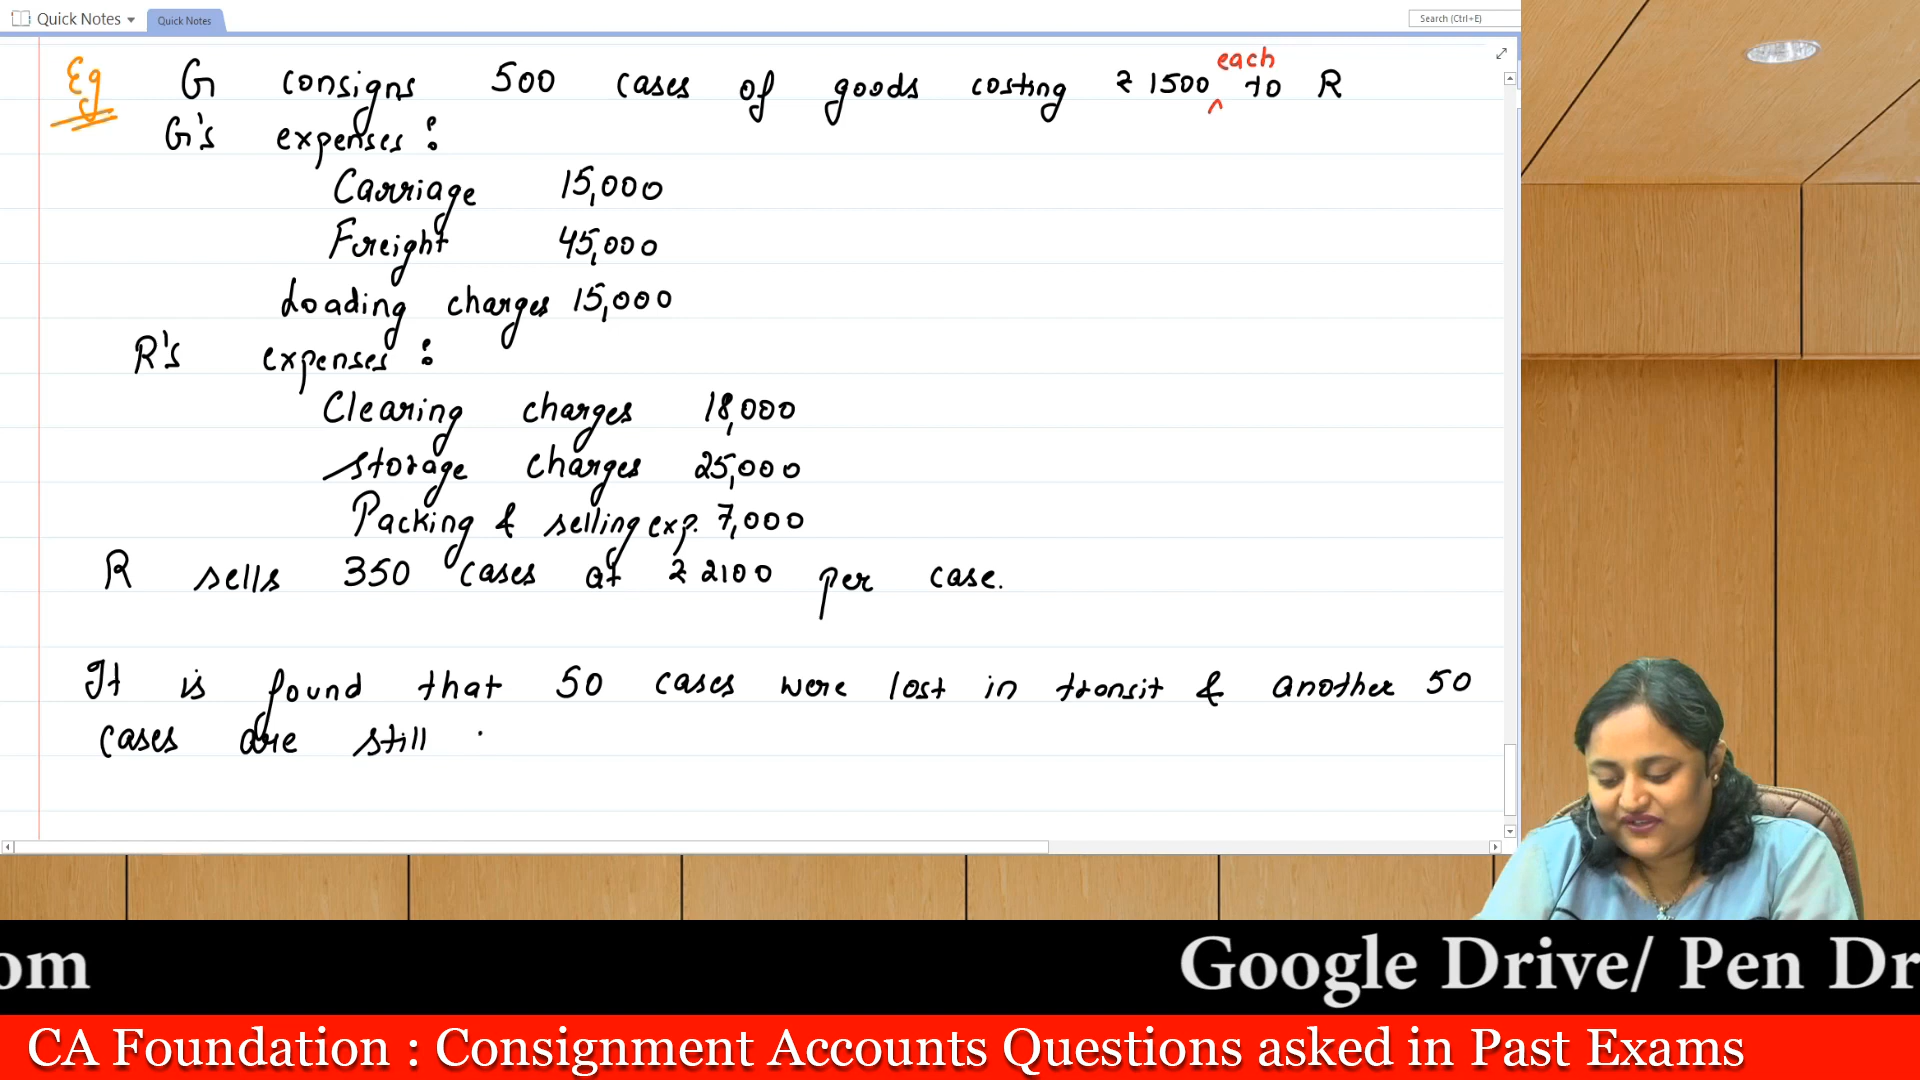 Quick Notes
Quick Notes
Search (Ctrl+E)
Eg G consigns 500 cases of goods costing ₹ 1500 each to R
G's expenses :
Carriage 15,000
Freight 45,000
Loading charges 15,000
R's expenses :
Clearing charges 18,000
Storage charges 25,000
Packing & selling exp. 7,000
R sells 350 cases at ₹ 2100 per case.
It is found that 50 cases were lost in transit & another 50
cases are still
om Google Drive/ Pen Dr
CA Foundation : Consignment Accounts Questions asked in Past Exams